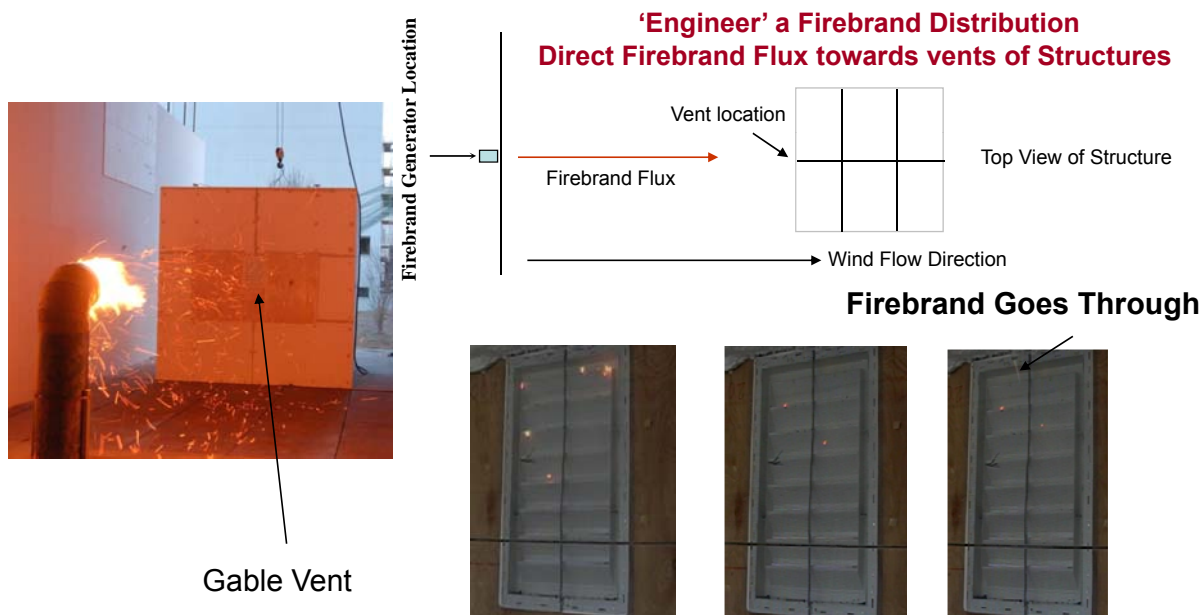 ‘Engineer’ a Firebrand Distribution
Direct Firebrand Flux towards vents of Structures
Firebrand Generator Location
Vent location
Firebrand Flux
Top View of Structure
Wind Flow Direction
Firebrand Goes Through
Gable Vent